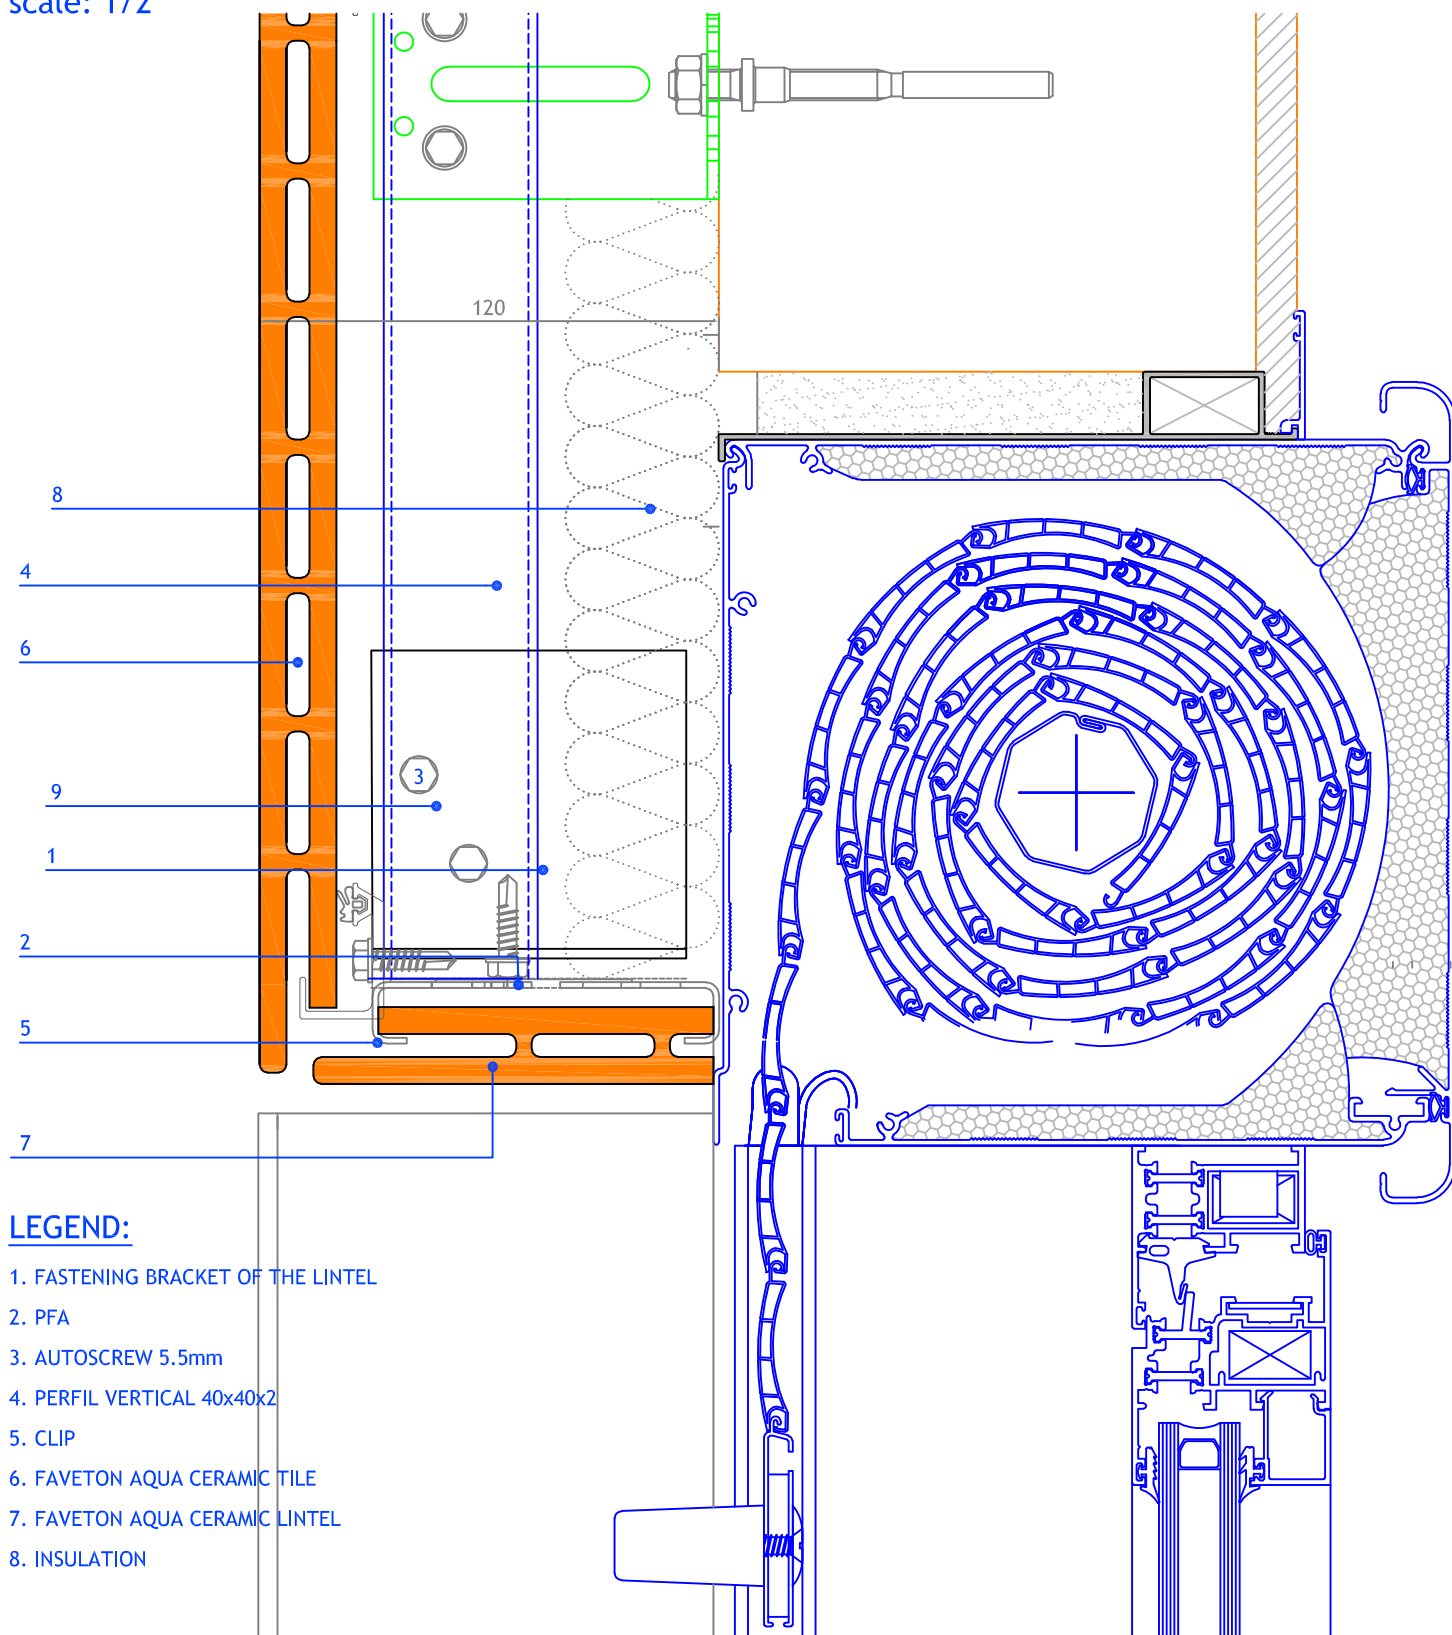 scale: 1/2
120
8
4
6
3
9
1
2
5
7
LEGEND:
1. FASTENING BRACKET OF THE LINTEL
2. PFA
3. AUTOSCREW 5.5mm
4. PERFIL VERTICAL 40x40x2
5. CLIP
6. FAVETON AQUA CERAMIC TILE
7. FAVETON AQUA CERAMIC LINTEL
8. INSULATION